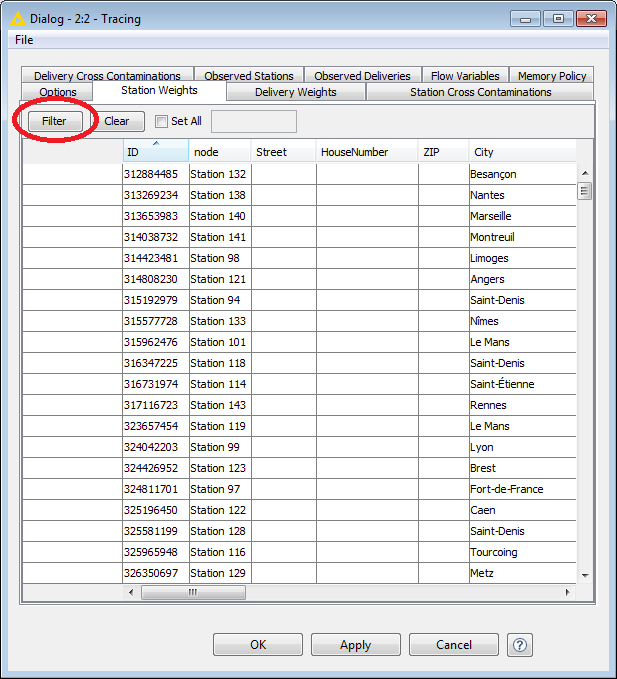 Dialog - 2:2 - Tracing
File
Delivery Cross Contaminations Observed Stations Observed Deliveries Flow Variables Memory Policy
Options Station Weights Delivery Weights Station Cross Contaminations
Filter Clear Set All
ID node Street HouseNumber ZIP City
312884485 Station 132 Besançon
313269234 Station 138 Nantes
313653983 Station 140 Marseille
314038732 Station 141 Montreuil
314423481 Station 98 Limoges
314808230 Station 121 Angers
315192979 Station 94 Saint-Denis
315577728 Station 133 Nîmes
315962476 Station 101 Le Mans
316347225 Station 118 Saint-Denis
316731974 Station 114 Saint-Étienne
317116723 Station 143 Rennes
323657454 Station 119 Le Mans
324042203 Station 99 Lyon
324426952 Station 123 Brest
324811701 Station 97 Fort-de-France
325196450 Station 122 Caen
325581199 Station 128 Saint-Denis
325965948 Station 116 Tourcoing
326350697 Station 129 Metz
OK Apply Cancel ?